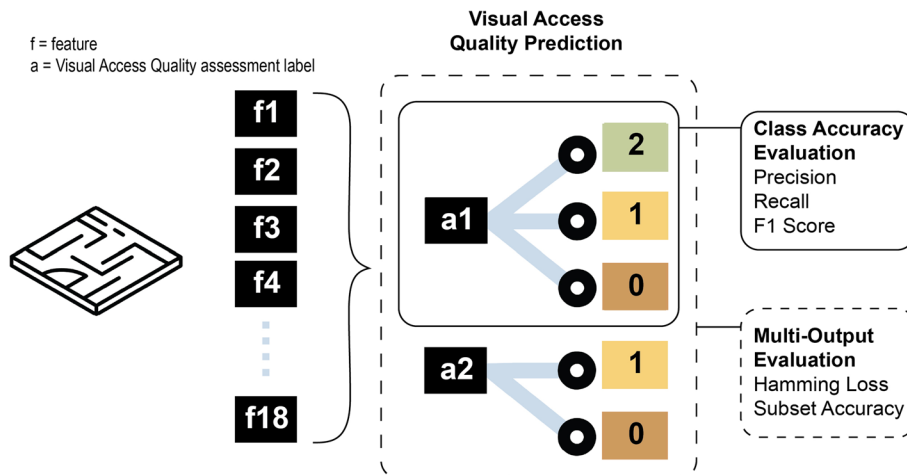 Visual Access
Quality Prediction
f = feature
a = Visual Access Quality assessment label
f1
f2
f3
f4
f18
a1
2
1
0
a2
1
0
Class Accuracy
Evaluation
Precision
Recall
F1 Score
Multi-Output
Evaluation
Hamming Loss
Subset Accuracy